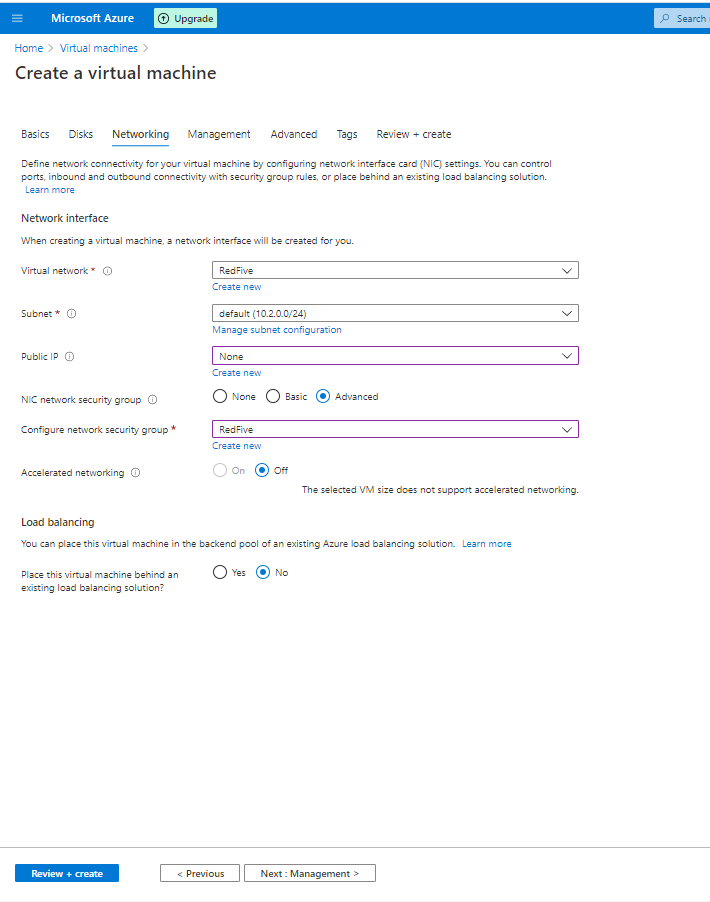 Microsoft Azure
Upgrade
Search
Home > Virtual machines >
Create a virtual machine
Basics Disks Networking Management Advanced Tags Review + create
Define network connectivity for your virtual machine by configuring network interface card (NIC) settings. You can control
ports, inbound and outbound connectivity with security group rules, or place behind an existing load balancing solution.
Learn more
Network interface
When creating a virtual machine, a network interface will be created for you.
Virtual network *
RedFive
Create new
Subnet *
default (10.2.0.0/24)
Manage subnet configuration
Public IP
None
Create new
NIC network security group
None Basic Advanced
Configure network security group *
RedFive
Create new
Accelerated networking
On Off
The selected VM size does not support accelerated networking.
Load balancing
You can place this virtual machine in the backend pool of an existing Azure load balancing solution. Learn more
Place this virtual machine behind an
existing load balancing solution?
Yes No
Review + create
< Previous
Next : Management >